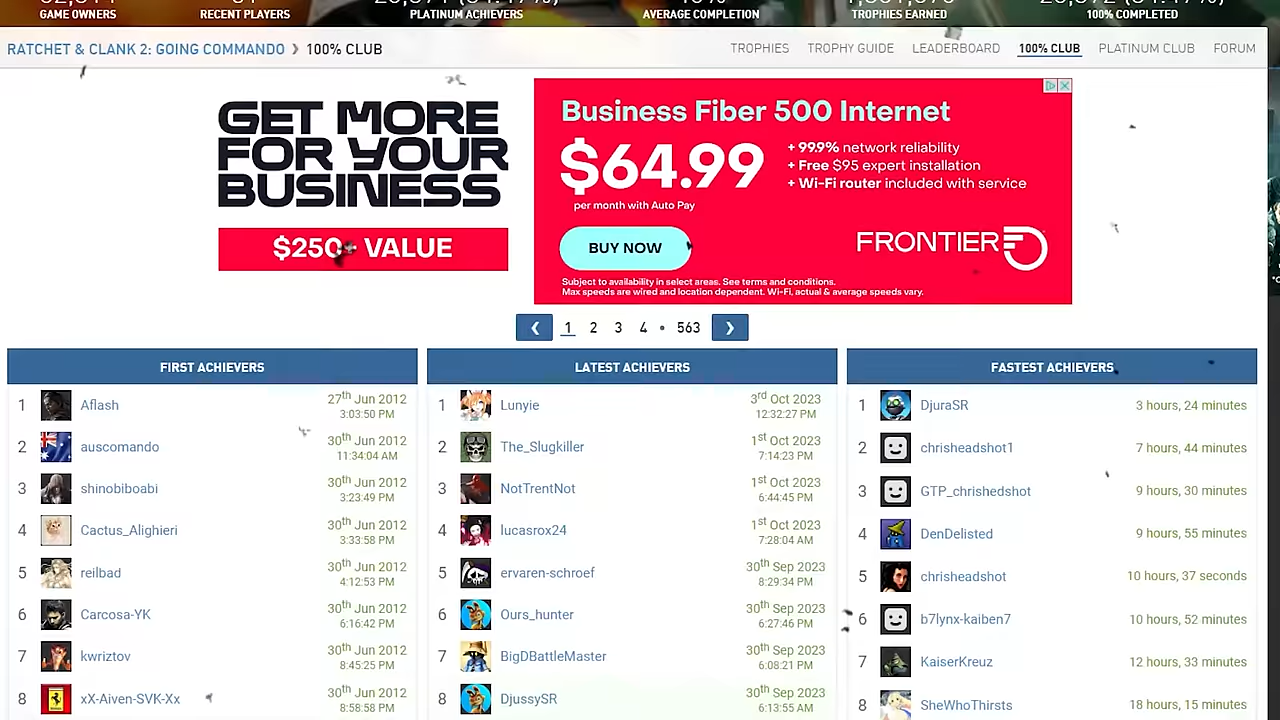 GAME OWNERS
RECENT PLAYERS
PLATINUM ACHIEVERS
AVERAGE COMPLETION
TROPHIES EARNED
100% COMPLETED
RATCHET & CLANK 2: GOING COMMANDO > 100% CLUB
TROPHIES
TROPHY GUIDE
LEADERBOARD
100% CLUB
PLATINUM CLUB
FORUM
GET MORE
FOR YOUR
BUSINESS
$250+ VALUE
Business Fiber 500 Internet
$64.99
per month with Auto Pay
+ 99.9% network reliability
+ Free $95 expert installation
+ Wi-Fi router included with service
BUY NOW
FRONTIER
Subject to availability in select areas. See terms and conditions.
Max speeds are wired and location dependent. Wi-Fi, actual & average speeds vary.
❮ 1 2 3 4 • 563 ❯
FIRST ACHIEVERS
1 Aflash 27th Jun 2012
3:03:50 PM
2 auscomando 30th Jun 2012
11:34:04 AM
3 shinobiboabi 30th Jun 2012
3:23:49 PM
4 Cactus_Alighieri 30th Jun 2012
3:33:58 PM
5 reilbad 30th Jun 2012
4:12:53 PM
6 Carcosa-YK 30th Jun 2012
6:16:42 PM
7 kwriztov 30th Jun 2012
8:45:25 PM
8 xX-Aiven-SVK-Xx 30th Jun 2012
8:58:58 PM
LATEST ACHIEVERS
1 Lunyie 3rd Oct 2023
12:32:27 PM
2 The_Slugkiller 1st Oct 2023
7:14:23 PM
3 NotTrentNot 1st Oct 2023
6:44:45 PM
4 lucasrox24 1st Oct 2023
7:28:04 AM
5 ervaren-schroef 30th Sep 2023
8:29:34 PM
6 Ours_hunter 30th Sep 2023
6:27:46 PM
7 BigDBattleMaster 30th Sep 2023
6:08:21 PM
8 DjussySR 30th Sep 2023
6:13:55 AM
FASTEST ACHIEVERS
1 DjuraSR 3 hours, 24 minutes
2 chrisheadshot1 7 hours, 44 minutes
3 GTP_chrishedshot 9 hours, 30 minutes
4 DenDelisted 9 hours, 55 minutes
5 chrisheadshot 10 hours, 37 seconds
6 b7lynx-kaiben7 10 hours, 52 minutes
7 KaiserKreuz 12 hours, 33 minutes
8 SheWhoThirsts 18 hours, 15 minutes